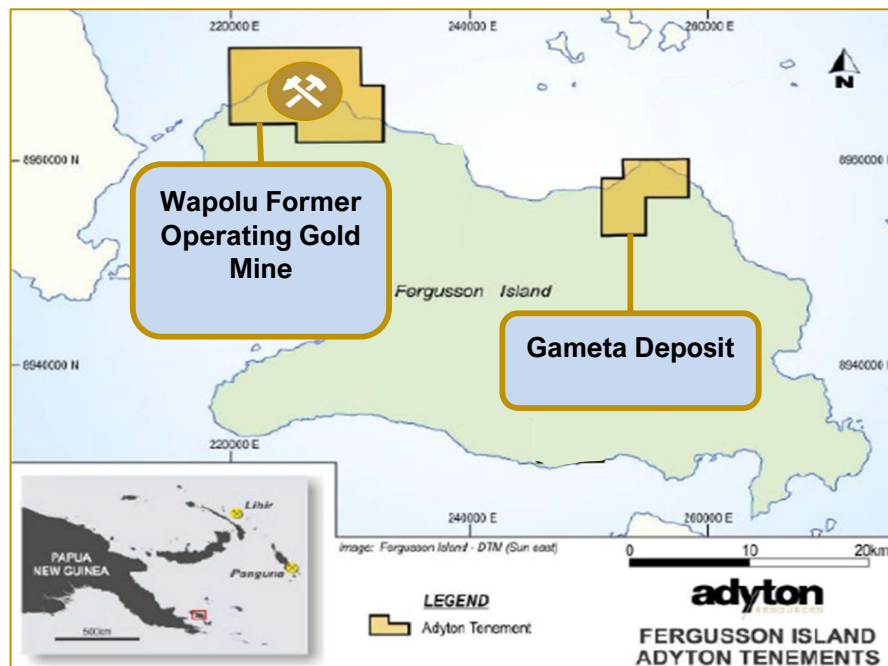 220000 E
240000 E
260000 E
N
8960000 N
8960000 N
Wapolu Former
Operating Gold
Mine
Fergusson Island
Gameta Deposit
8940000 N
8940000 N
220000 E
240000 E
260000 E
Image: Fergusson Island - DTM (Sun east)
0 10 20km
Lihir
Panguna
PAPUA
NEW GUINEA
500km
LEGEND
Adyton Tenement
adyton
RESOURCES
FERGUSSON ISLAND
ADYTON TENEMENTS